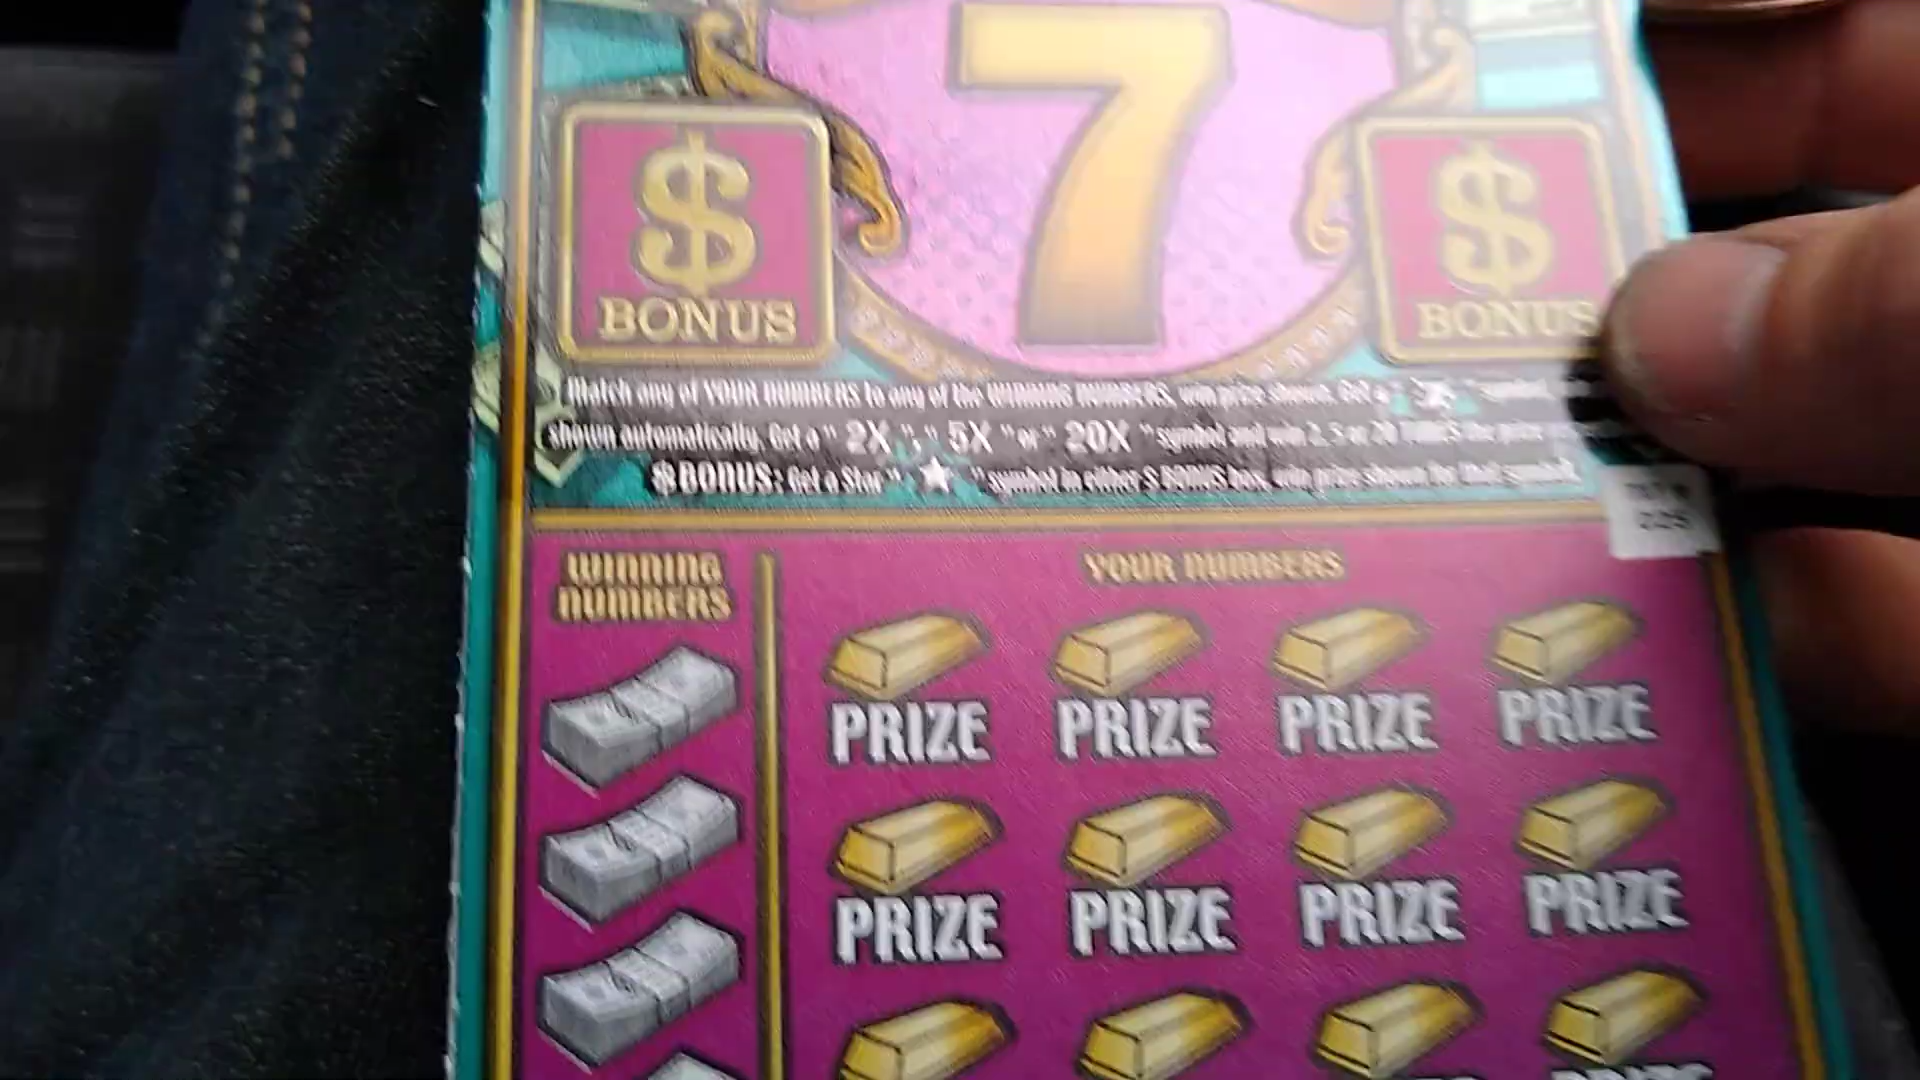 7
$ BONUS
$ BONUS
Match any of YOUR NUMBERS to any of the WINNING NUMBERS, win prize shown. Get a " " symbol,
shown automatically. Get a " 2X ", " 5X " or " 20X " symbol and win 2, 5 or 20 TIMES the prize
$ BONUS: Get a Star " ★ " symbol in either $ BONUS box, win prize shown for that symbol.
WINNING
NUMBERS
YOUR NUMBERS
PRIZE PRIZE PRIZE PRIZE
PRIZE PRIZE PRIZE PRIZE